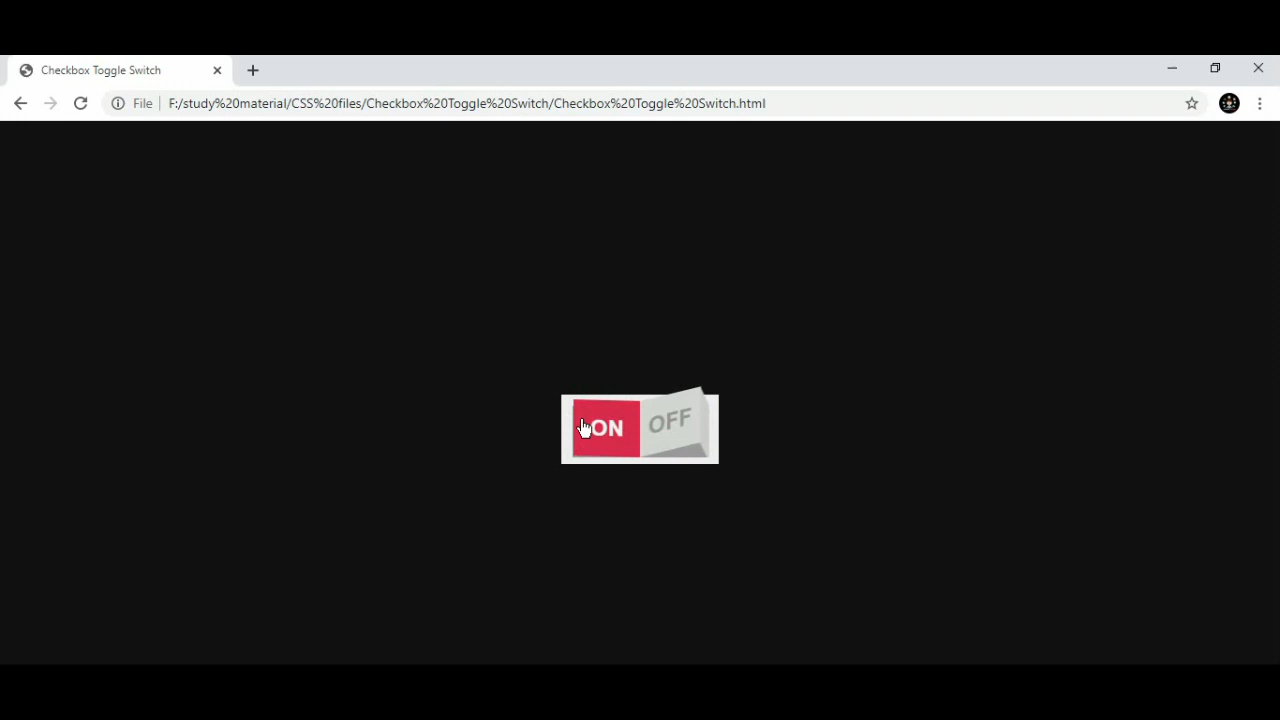 Checkbox Toggle Switch
File F:/study%20material/CSS%20files/Checkbox%20Toggle%20Switch/Checkbox%20Toggle%20Switch.html
ON OFF